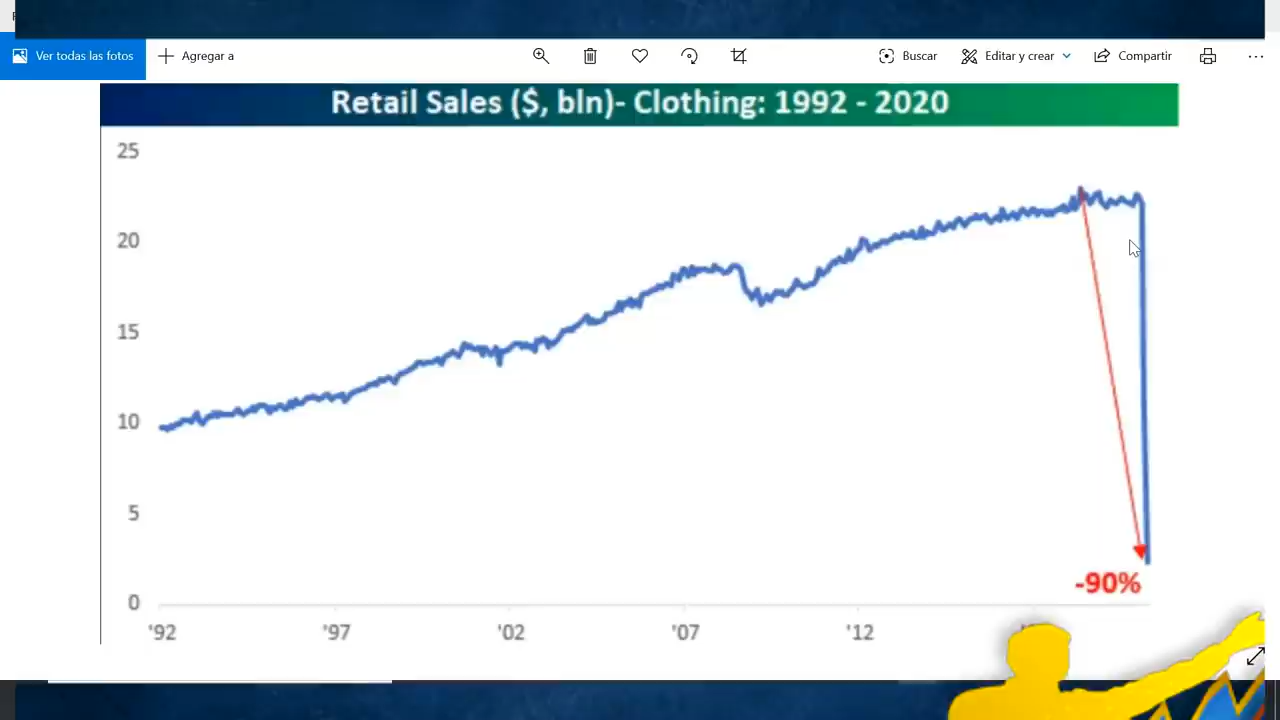 Ver todas las fotos
Agregar a
Buscar
Editar y crear
Compartir
Retail Sales ($, bln)- Clothing: 1992 - 2020
25
20
15
10
5
0
-90%
'92
'97
'02
'07
'12